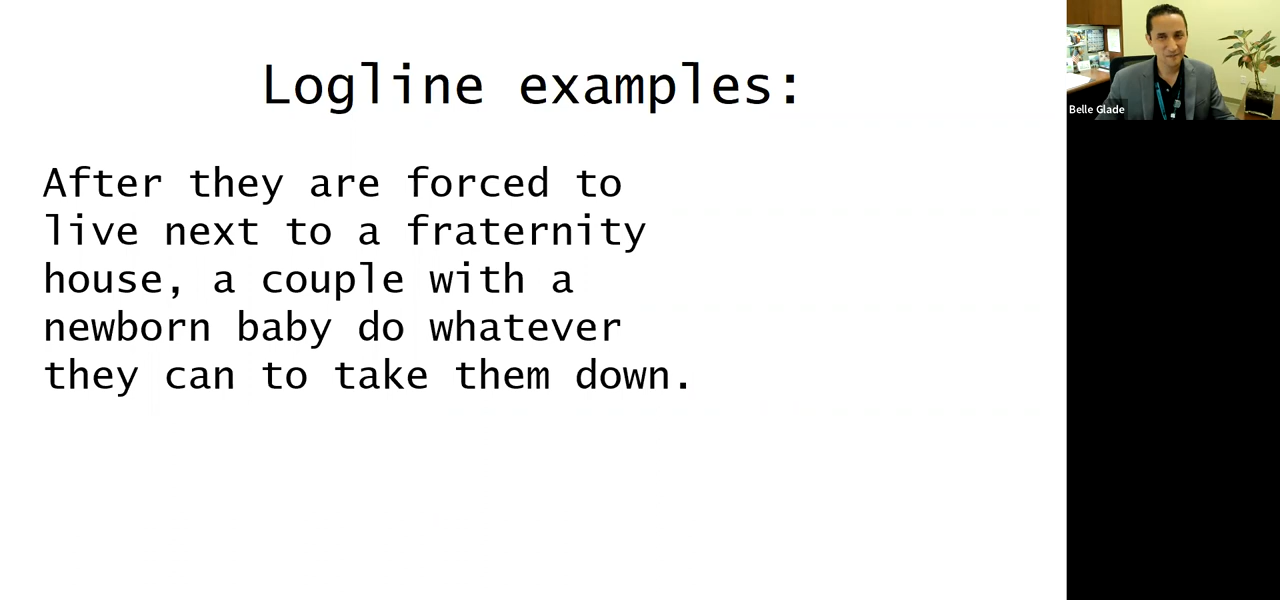 Logline examples:
After they are forced to
live next to a fraternity
house, a couple with a
newborn baby do whatever
they can to take them down.
Belle Glade